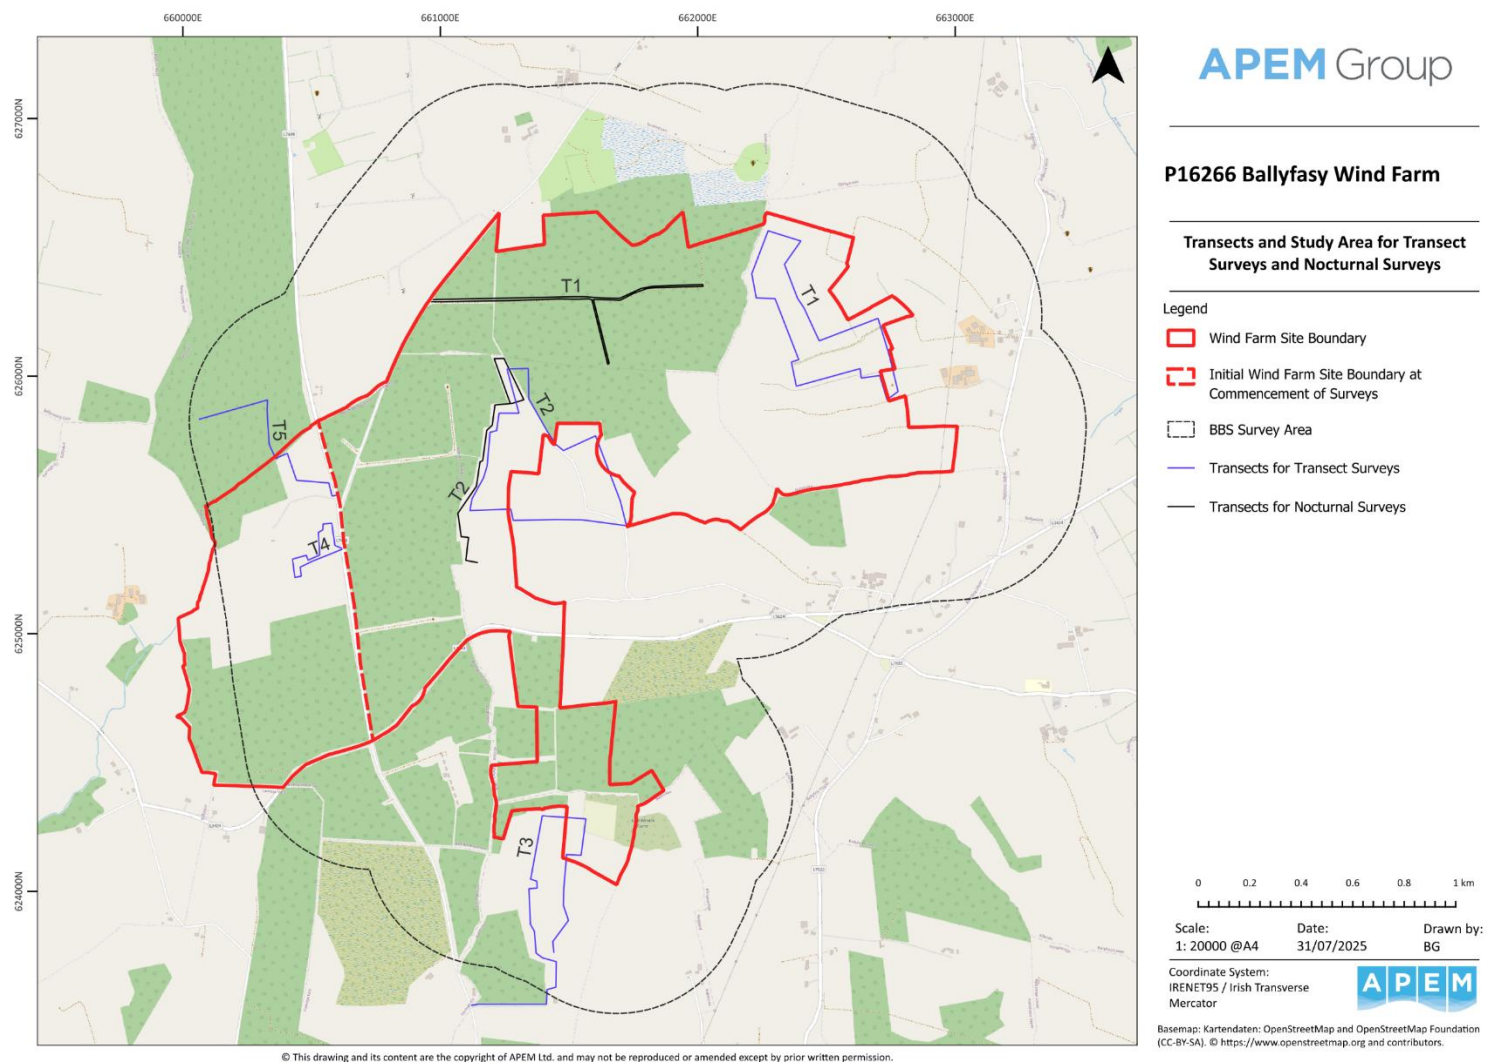 660000E
661000E
662000E
663000E
6270000N
6260000N
6250000N
6240000N
T1
T1
T2
T2
T5
T4
T3
APEM Group
P16266 Ballyfasy Wind Farm
Transects and Study Area for Transect
Surveys and Nocturnal Surveys
Legend
Wind Farm Site Boundary
Initial Wind Farm Site Boundary at
Commencement of Surveys
BBS Survey Area
Transects for Transect Surveys
Transects for Nocturnal Surveys
0 0.2 0.4 0.6 0.8 1 km
Scale: Date: Drawn by:
1: 20000 @A4 31/07/2025 BG
Coordinate System:
IRENET95 / Irish Transverse
Mercator
APEM
Basemap: Kartendaten: OpenStreetMap and OpenStreetMap Foundation
(CC-BY-SA). © https://www.openstreetmap.org and contributors.
© This drawing and its content are the copyright of APEM Ltd. and may not be reproduced or amended except by prior written permission.